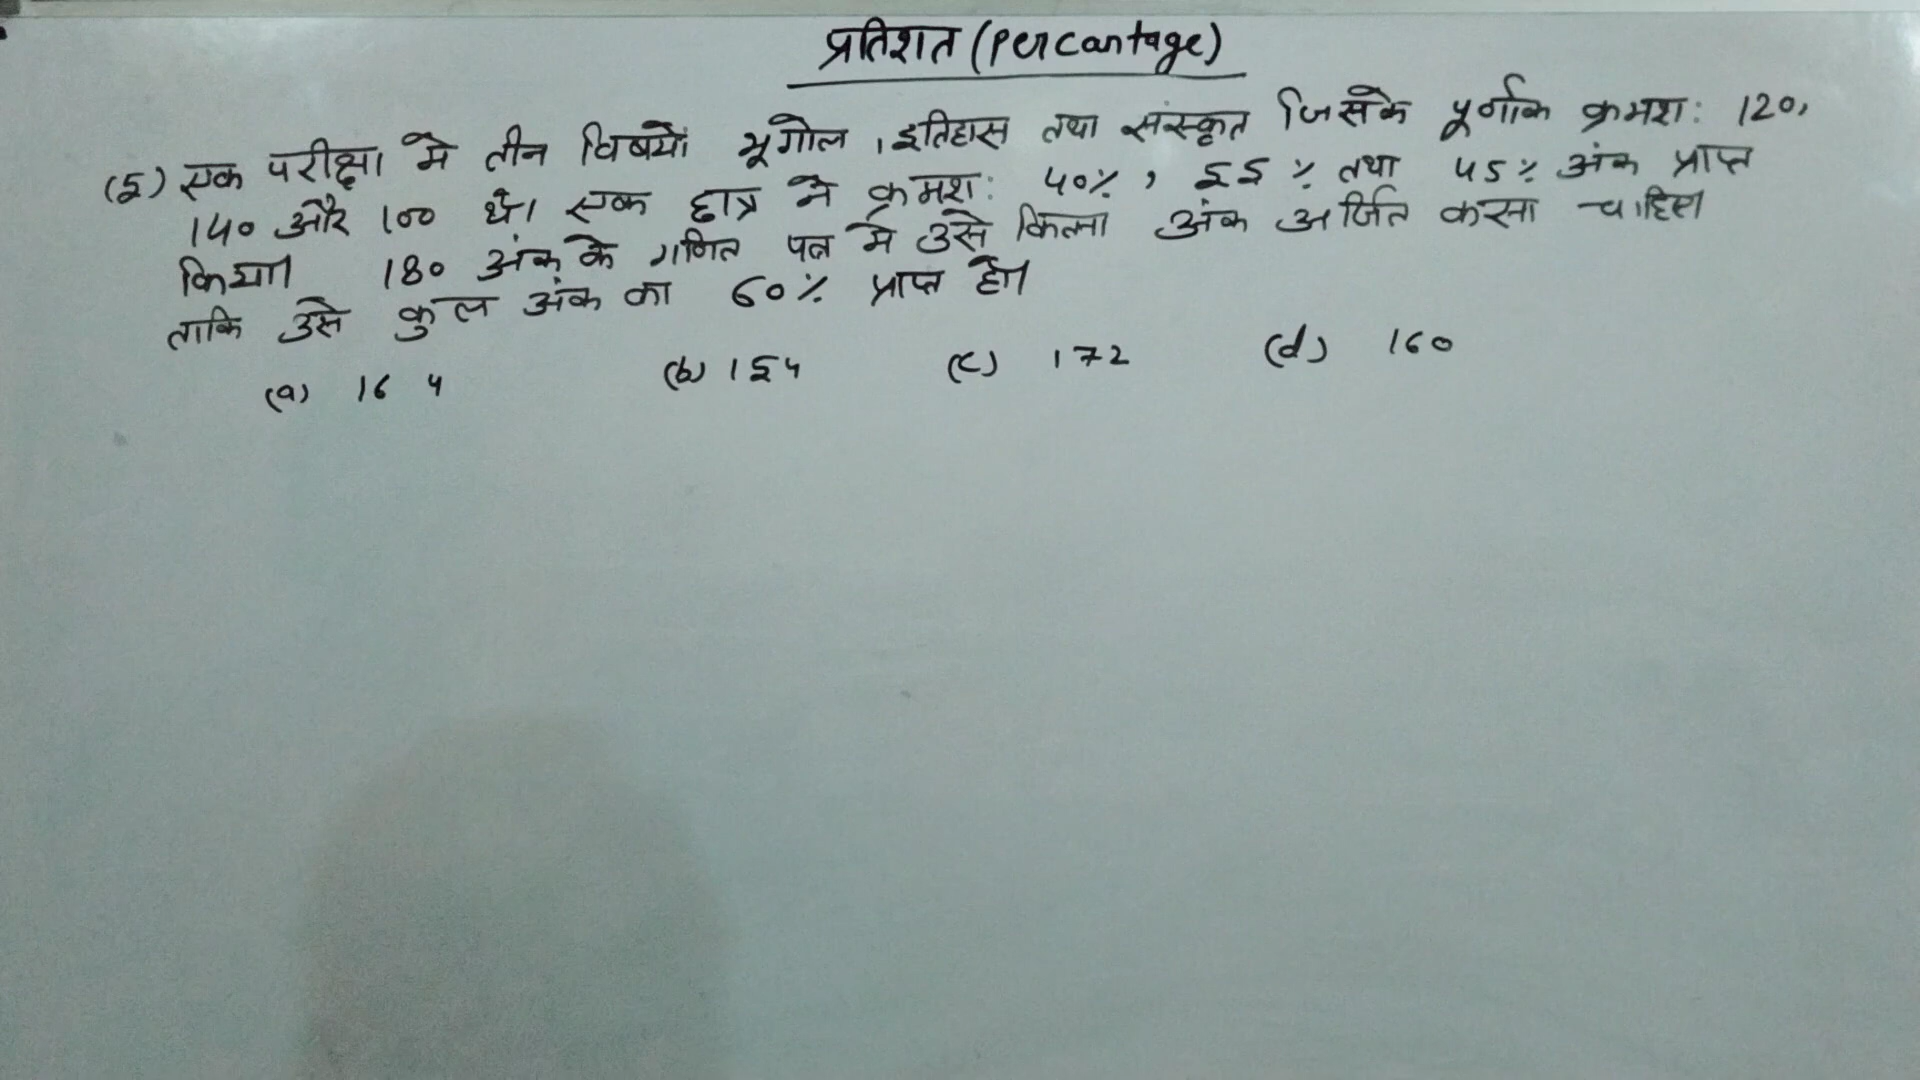 प्रतिशत (Percantage)
(5) एक परीक्षा मे तीन विषयों भूगोल, इतिहास तथा संस्कृत जिसके पूर्णाक क्रमश: 120,
140 और 100 थे। एक छात्र ने क्रमश: 40%, 55% तथा 45% अंक प्राप्त
किया। 180 अंक के गणित पत्र मे उसे कितना अंक अर्जित करना चाहिए
ताकि उसे कुल अंक का 60% प्राप्त हो।
(a) 164 (b) 154 (c) 172 (d) 160